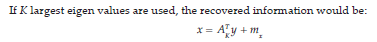 If K largest eigen values are used, the recovered information would be:
x = A_K^T y + m_x